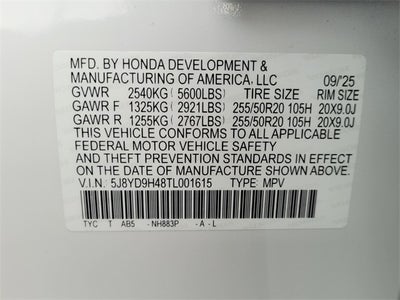 MFD. BY HONDA DEVELOPMENT &
MANUFACTURING OF AMERICA, LLC 09/25
GVWR 2540KG (5600LBS) TIRE SIZE RIM SIZE
GAWR F 1325KG (2921LBS) 255/50R20 105H 20X9.0J
GAWR R 1255KG (2767LBS) 255/50R20 105H 20X9.0J
THIS VEHICLE CONFORMS TO ALL APPLICABLE
FEDERAL MOTOR VEHICLE SAFETY
STANDARDS IN EFFECT
ON THE DATE OF MANUFACTURE SHOWN ABOVE.
V.I.N. 5J8YD9H48TL001615 TYPE: MPV
TYC T AB5 - NH883P - A - L